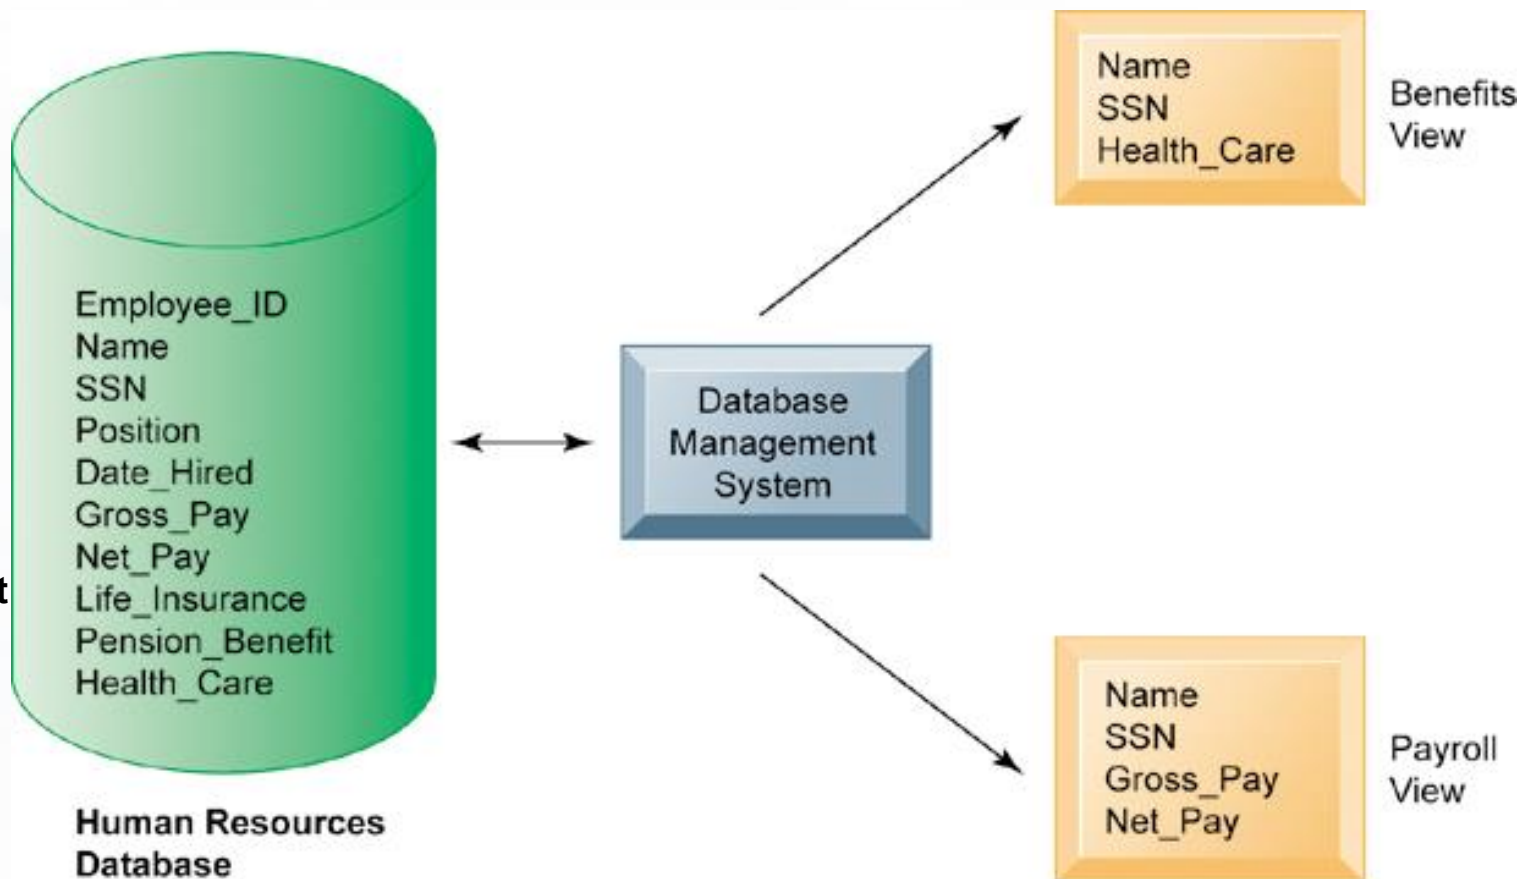 Employee_ID
Name
SSN
Position
Date_Hired
Gross_Pay
Net_Pay
Life_Insurance
Pension_Benefit
Health_Care
Human Resources
Database
t
Database
Management
System
Name
SSN
Health_Care
Benefits
View
Name
SSN
Gross_Pay
Net_Pay
Payroll
View